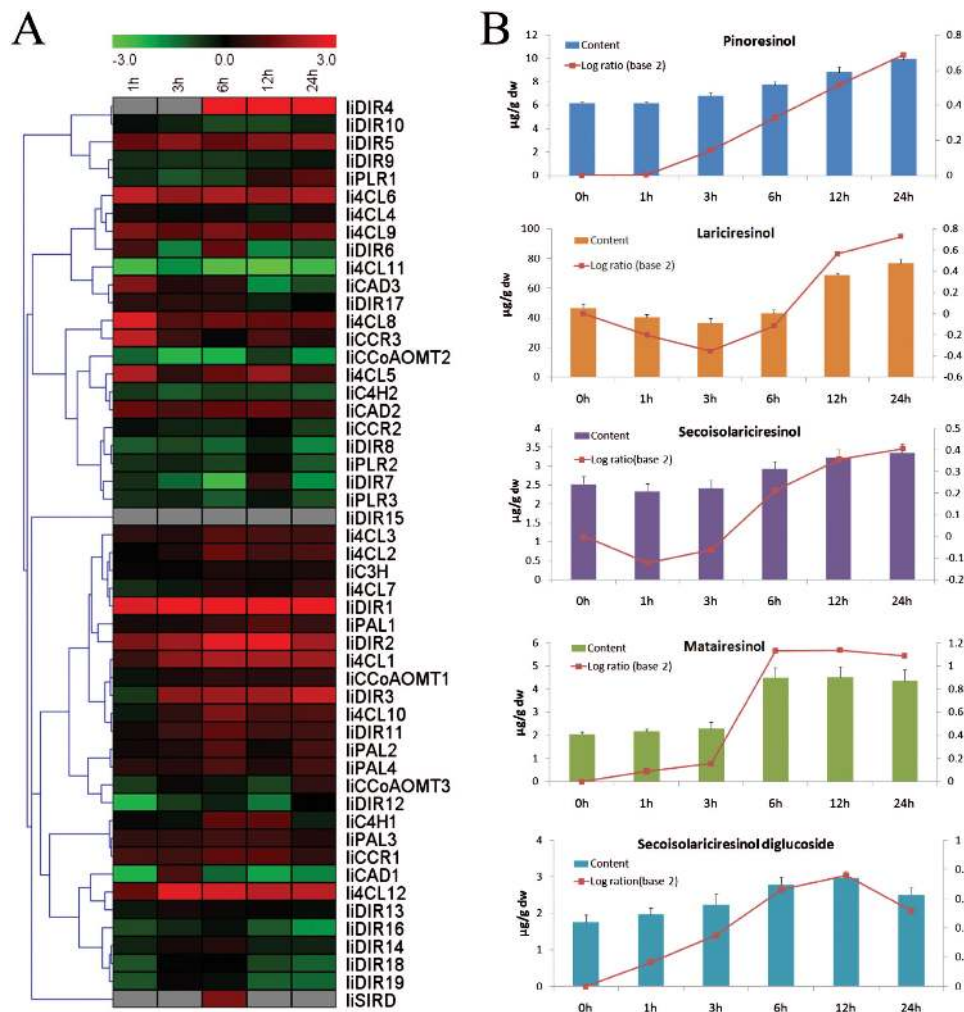 A
-3.0 0.0 3.0
1h 3h 6h 12h 24h
IiDIR4
IiDIR10
IiDIR5
IiDIR9
IiPLR1
Ii4CL6
Ii4CL4
Ii4CL9
IiDIR6
Ii4CL11
IiCAD3
IiDIR17
Ii4CL8
IiCCR3
IiCCoAOMT2
Ii4CL5
IiC4H2
IiCAD2
IiCCR2
IiDIR8
IiPLR2
IiDIR7
IiPLR3
IiDIR15
Ii4CL3
Ii4CL2
IiC3H
Ii4CL7
IiDIR1
IiPAL1
IiDIR2
Ii4CL1
IiCCoAOMT1
IiDIR3
Ii4CL10
IiDIR11
IiPAL2
IiPAL4
IiCCoAOMT3
IiDIR12
IiC4H1
IiPAL3
IiCCR1
IiCAD1
Ii4CL12
IiDIR13
IiDIR16
IiDIR14
IiDIR18
IiDIR19
IiSIRD
B
Pinoresinol
Content
Log ratio (base 2)
µg/g dw
12 10 8 6 4 2 0
0.8 0.6 0.4 0.2 0
0h 1h 3h 6h 12h 24h
Lariciresinol
Content
Log ratio (base 2)
µg/g dw
100 80 60 40 20 0
0.8 0.6 0.4 0.2 0 -0.2 -0.4 -0.6
0h 1h 3h 6h 12h 24h
Secoisolariciresinol
Content
Log ratio(base 2)
µg/g dw
4 3.5 3 2.5 2 1.5 1 0.5 0
0.5 0.4 0.3 0.2 0.1 0 -0.1 -0.2
0h 1h 3h 6h 12h 24h
Matairesinol
Content
Log ratio (base 2)
µg/g dw
6 5 4 3 2 1 0
1.2 1 0.8 0.6 0.4 0.2 0
0h 1h 3h 6h 12h 24h
Secoisolariciresinol diglucoside
Content
Log ration(base 2)
µg/g dw
4 3 2 1 0
0h 1h 3h 6h 12h 24h